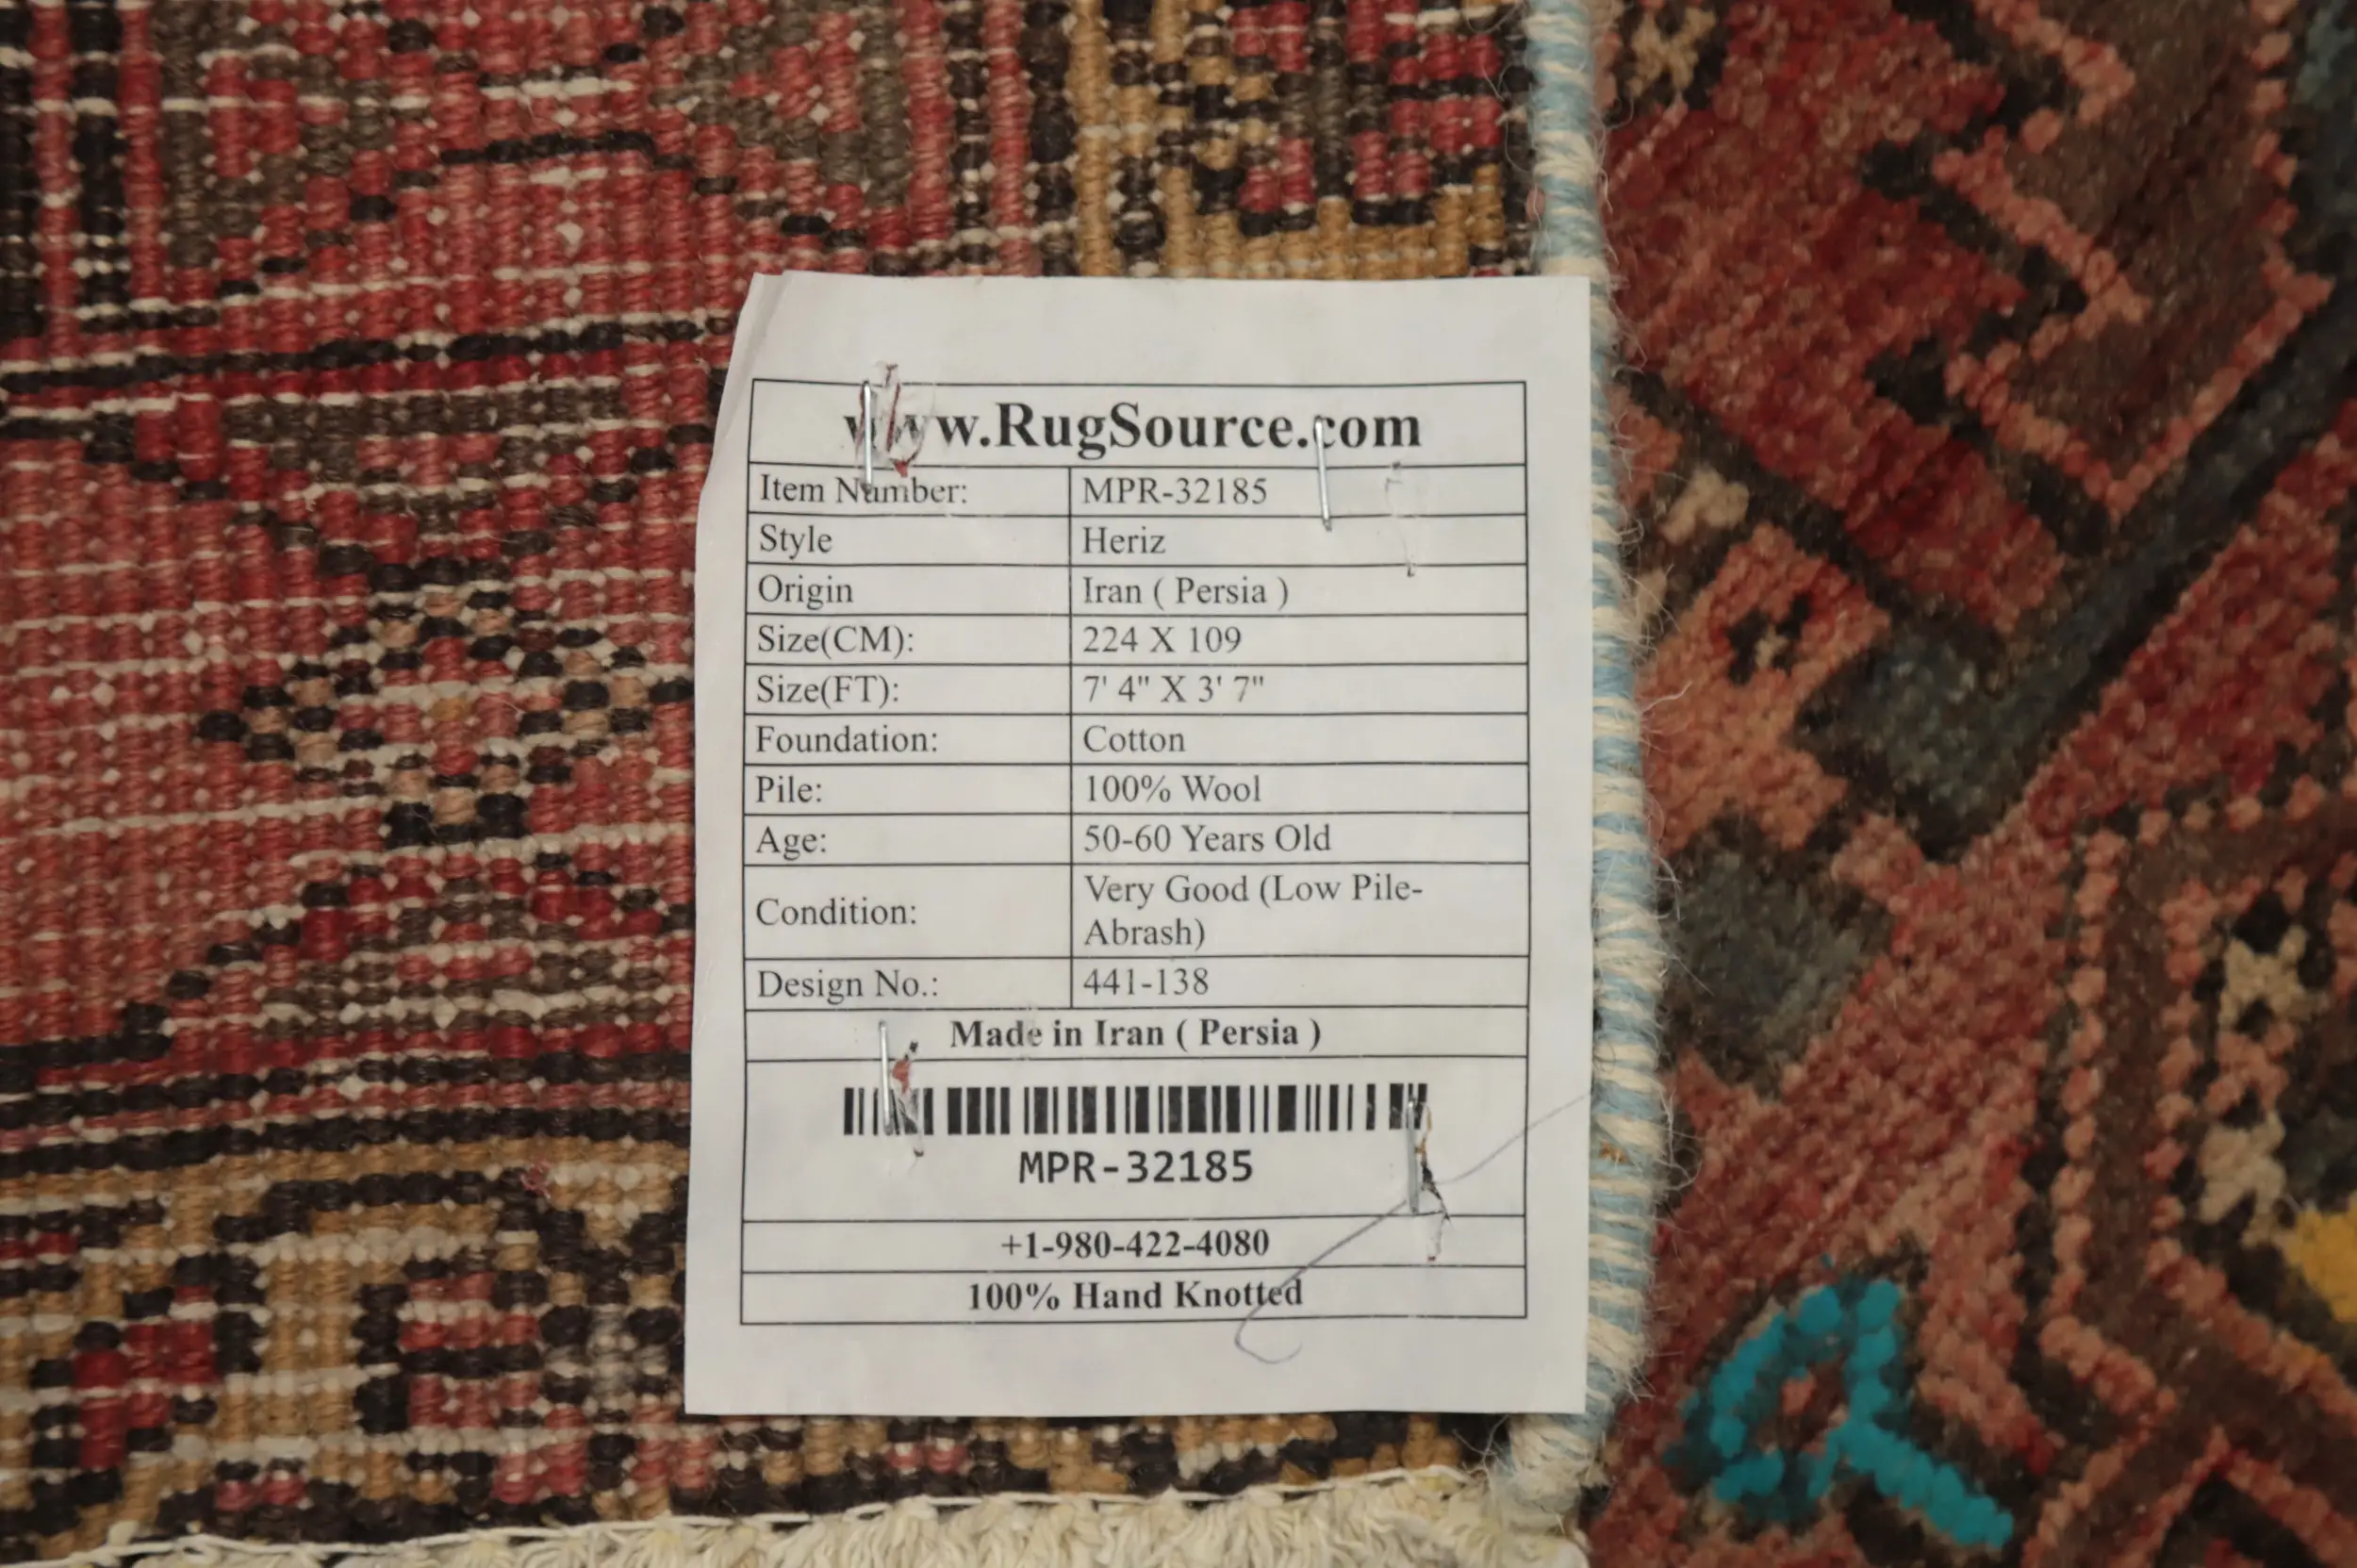 www.RugSource.com
Item Number: MPR-32185
Style Heriz
Origin Iran ( Persia )
Size(CM): 224 X 109
Size(FT): 7' 4" X 3' 7"
Foundation: Cotton
Pile: 100% Wool
Age: 50-60 Years Old
Condition: Very Good (Low Pile-
Abrash)
Design No.: 441-138
Made in Iran ( Persia )
MPR-32185
+1-980-422-4080
100% Hand Knotted